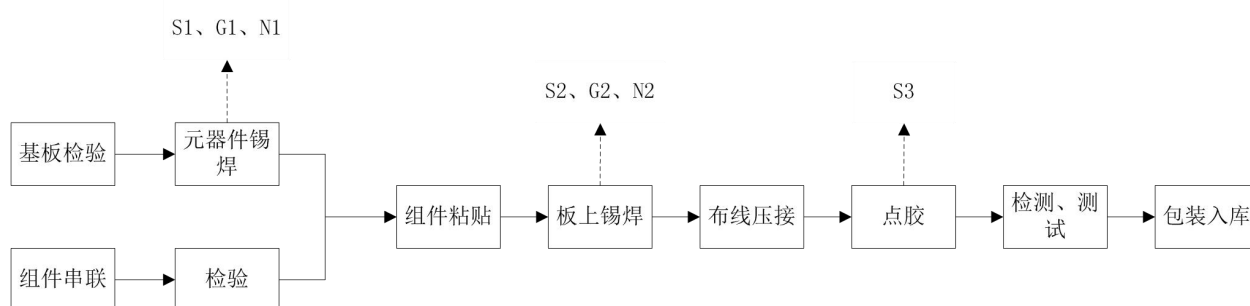 S1、G1、N1
S2、G2、N2
S3
基板检验
元器件锡
焊
组件粘贴
板上锡焊
布线压接
点胶
检测、测
试
包装入库
组件串联
检验